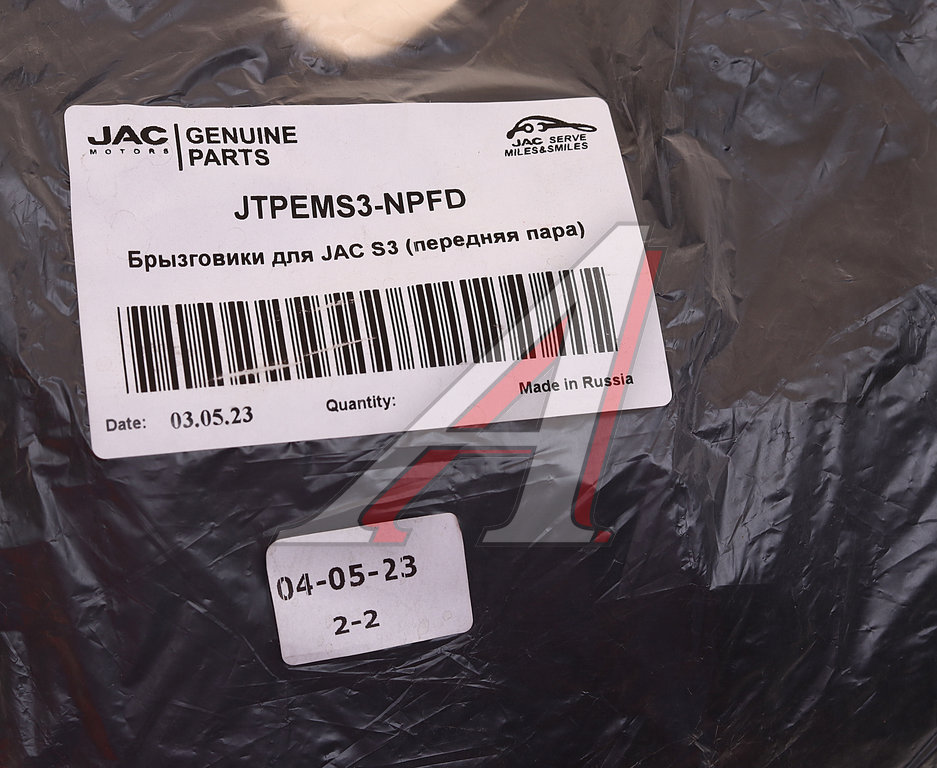 JAC
MOTORS
GENUINE
PARTS
JAC SERVE
MILES&SMILES
JTPEMS3-NPFD
Брызговики для JAC S3 (передняя пара)
Date: 03.05.23 Quantity: Made in Russia
04-05-23
2-2